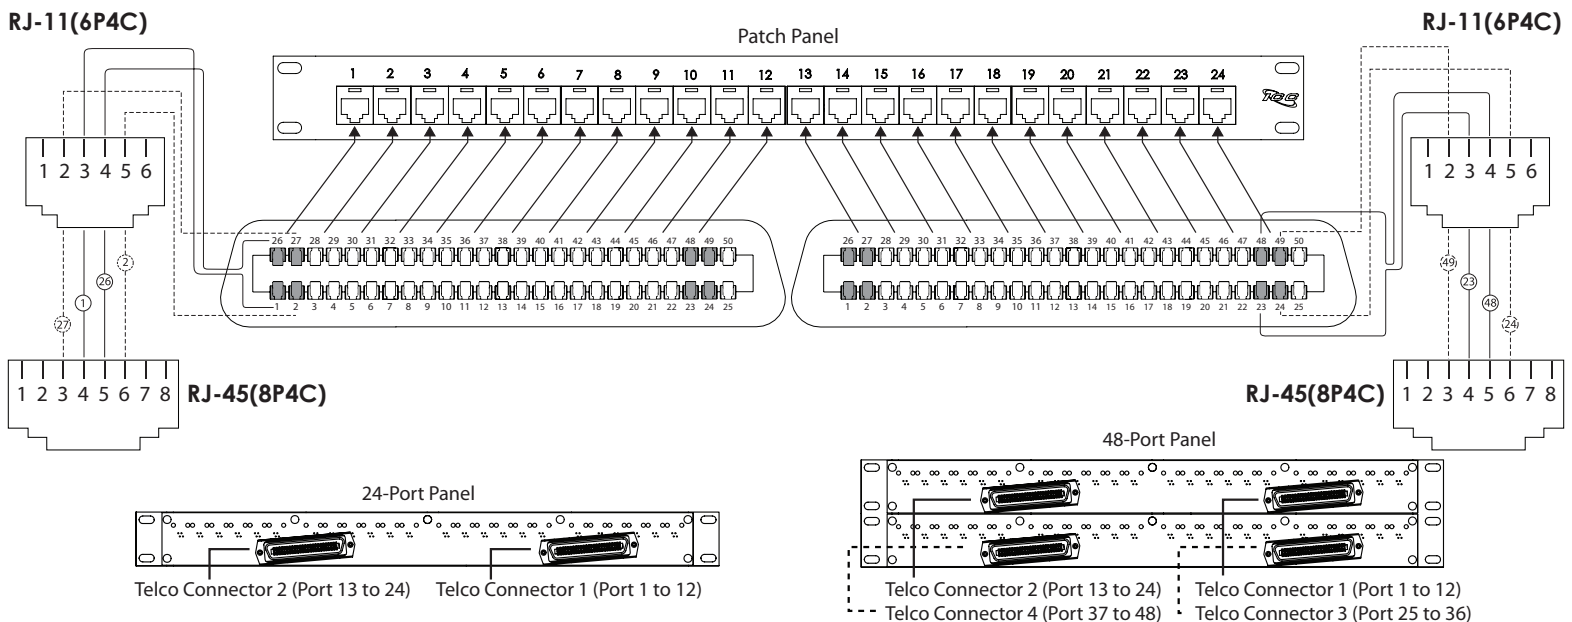 RJ-11(6P4C)
Patch Panel
RJ-11(6P4C)
1 2 3 4 5 6 7 8 9 10 11 12 13 14 15 16 17 18 19 20 21 22 23 24
icc
1 2 3 4 5 6
1 2 3 4 5 6
26 27 28 29 30 31 32 33 34 35 36 37 38 39 40 41 42 43 44 45 46 47 48 49 50
26 27 28 29 30 31 32 33 34 35 36 37 38 39 40 41 42 43 44 45 46 47 48 49 50
1 2 3 4 5 6 7 8 9 10 11 12 13 14 15 16 17 18 19 20 21 22 23 24 25
1 2 3 4 5 6 7 8 9 10 11 12 13 14 15 16 17 18 19 20 21 22 23 24 25
2
26
1
27
49
23
48
24
1 2 3 4 5 6 7 8
RJ-45(8P4C)
RJ-45(8P4C)
1 2 3 4 5 6 7 8
24-Port Panel
Telco Connector 2 (Port 13 to 24)
Telco Connector 1 (Port 1 to 12)
48-Port Panel
Telco Connector 2 (Port 13 to 24)
Telco Connector 1 (Port 1 to 12)
Telco Connector 4 (Port 37 to 48)
Telco Connector 3 (Port 25 to 36)